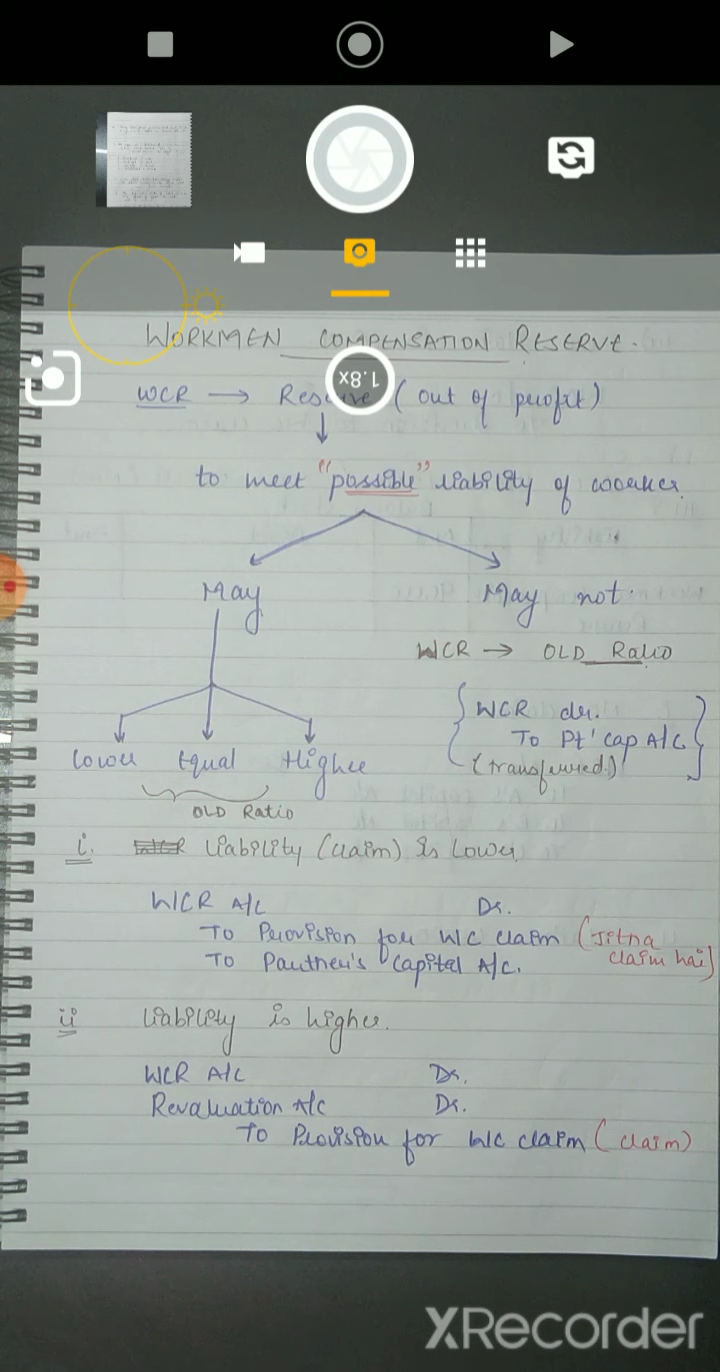 WORKMEN COMPENSATION RESERVE.
1.8x
WCR → Reserve (out of profit)
to meet "possible" liability of worker.
May May not.
WCR → OLD Ratio
WCR dr.
To Pt' cap A/c
(transferred.)
Lower Equal Higher
OLD Ratio
i. WCR Liability (claim) is Lower
WCR A/c Dr.
To Provision for WC claim (Jitna claim hai)
To Partner's Capital A/c.
ii Liability is higher.
WCR A/c Dr.
Revaluation A/c Dr.
To Provision for WC claim (claim)
XRecorder